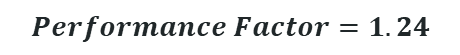 Performance Factor = 1.24